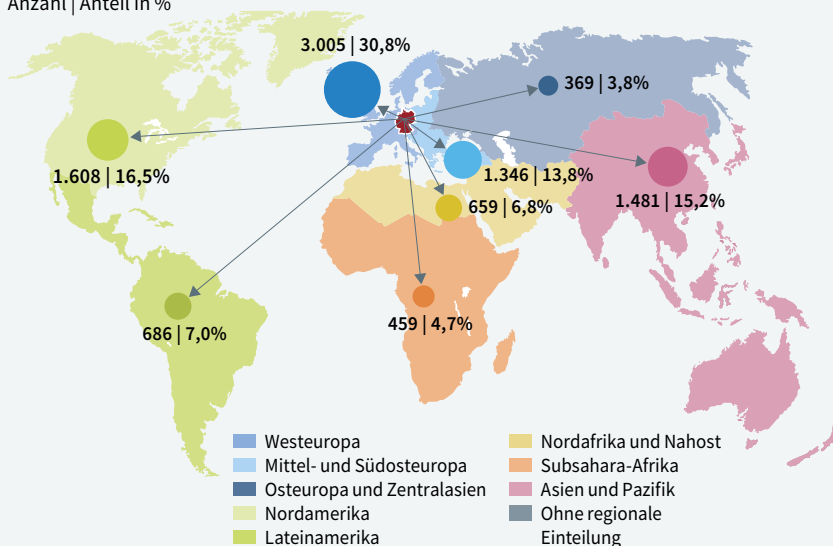 Anzahl | Anteil in %
3.005 | 30,8%
369 | 3,8%
1.608 | 16,5%
1.346 | 13,8%
1.481 | 15,2%
659 | 6,8%
686 | 7,0%
459 | 4,7%
Westeuropa
Mittel- und Südosteuropa
Osteuropa und Zentralasien
Nordamerika
Lateinamerika
Nordafrika und Nahost
Subsahara-Afrika
Asien und Pazifik
Ohne regionale
Einteilung